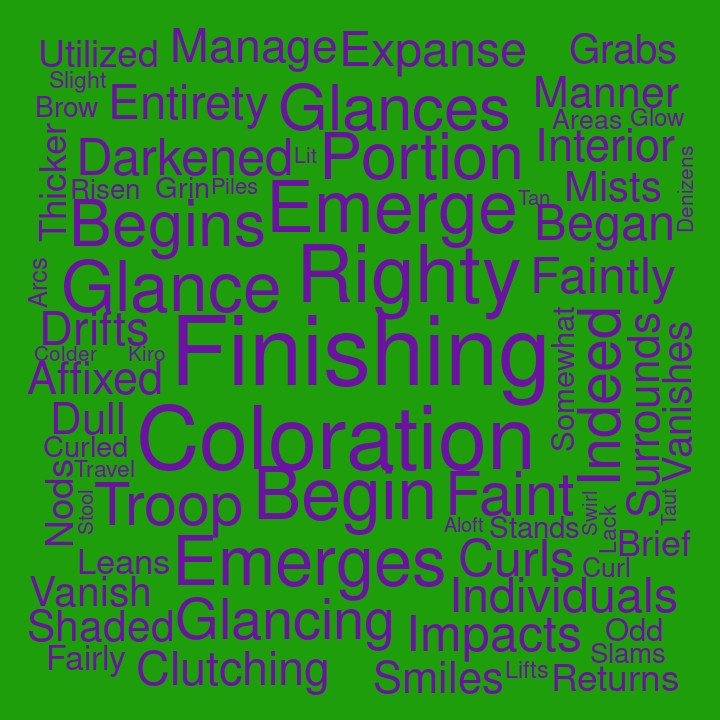 Utilized
Manage
Expanse
Grabs
Slight
Brow
Entirety
Glances
Manner
Areas
Glow
Thicker
Darkened
Lit
Portion
Interior
Denizens
Risen
Grin
Piles
Emerge
Tan
Mists
Begins
Began
Arcs
Glance
Righty
Faintly
Drifts
Finishing
Somewhat
Indeed
Surrounds
Vanishes
Colder
Kiro
Affixed
Dull
Coloration
Curled
Travel
Nods
Stool
Troop
Begin
Faint
Swirl
Lack
Taut
Aloft
Stands
Brief
Leans
Emerges
Curls
Curl
Vanish
Individuals
Shaded
Glancing
Impacts
Odd
Fairly
Clutching
Smiles
Lifts
Slams
Returns